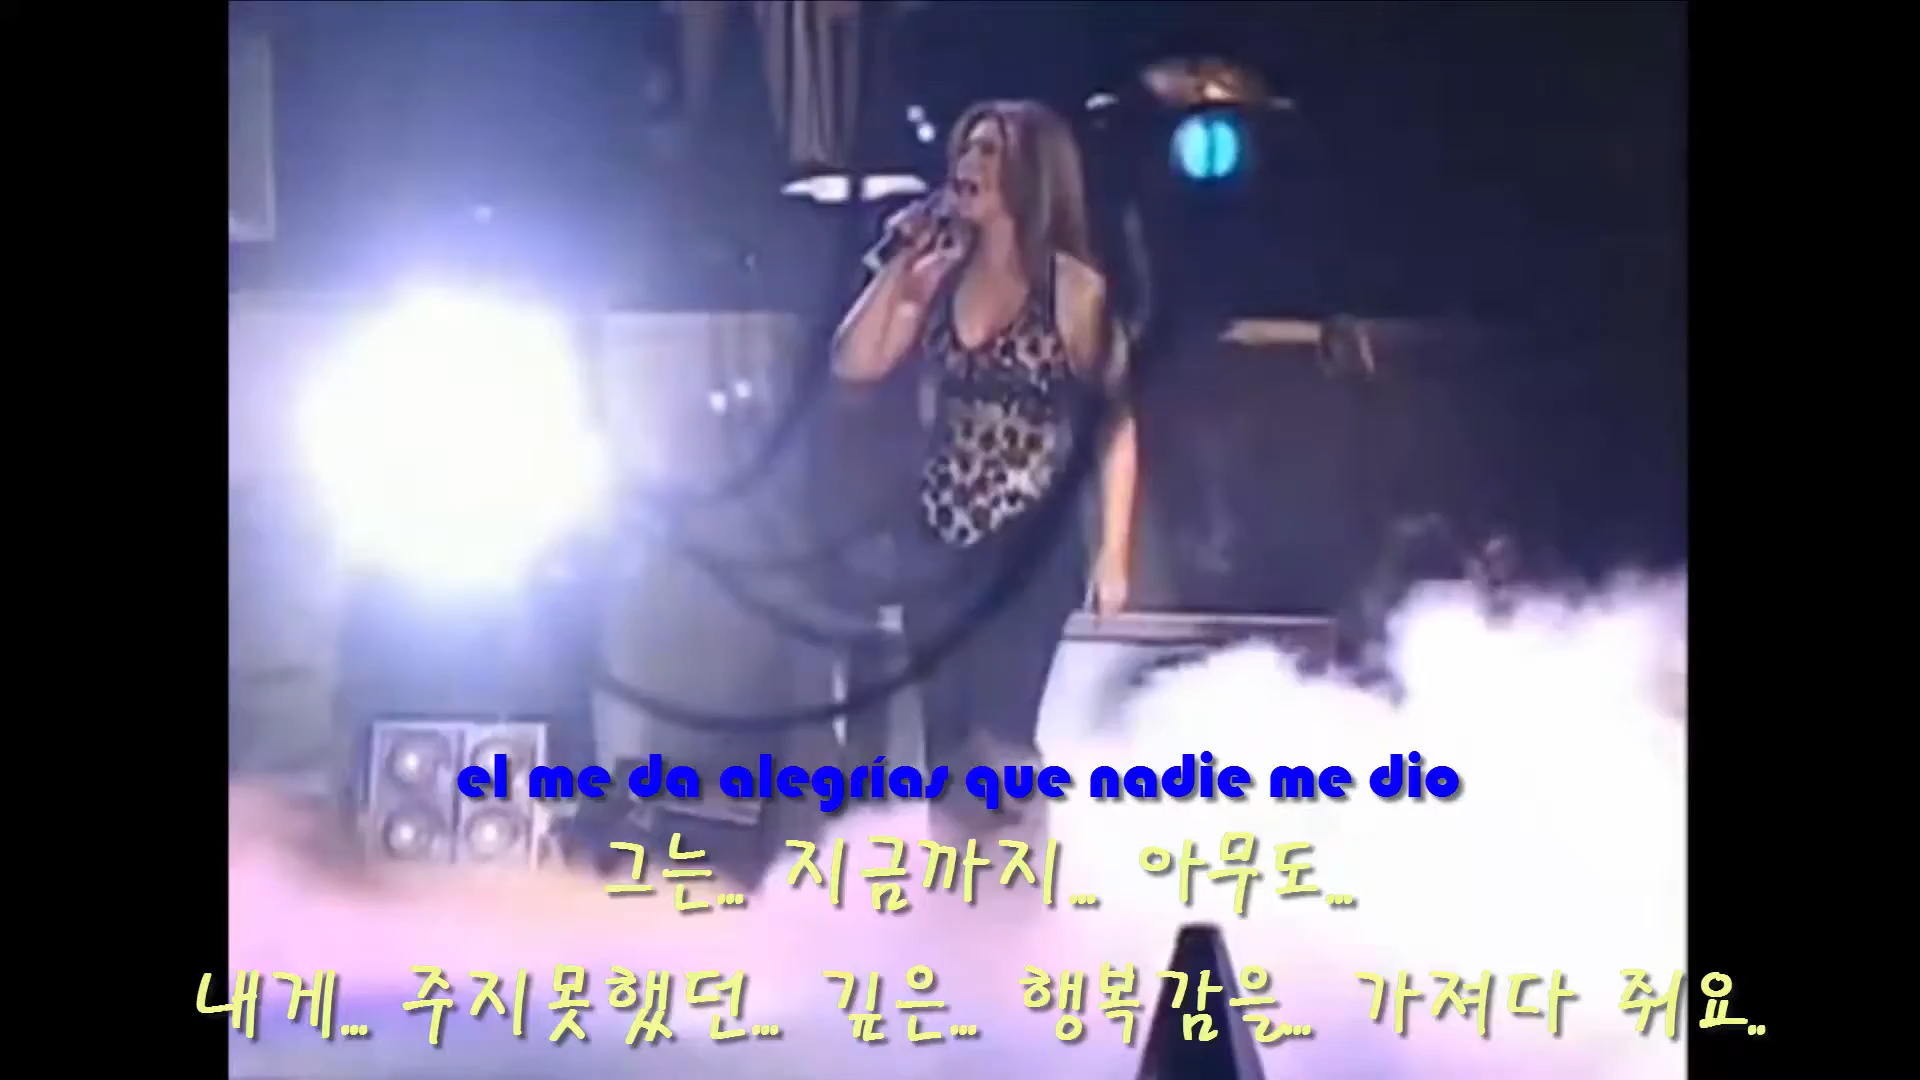 el me da alegrías que nadie me dio
그는... 지금까지... 아무도...
내게... 주지못했던... 깊은... 행복감을... 가져다 줘요..